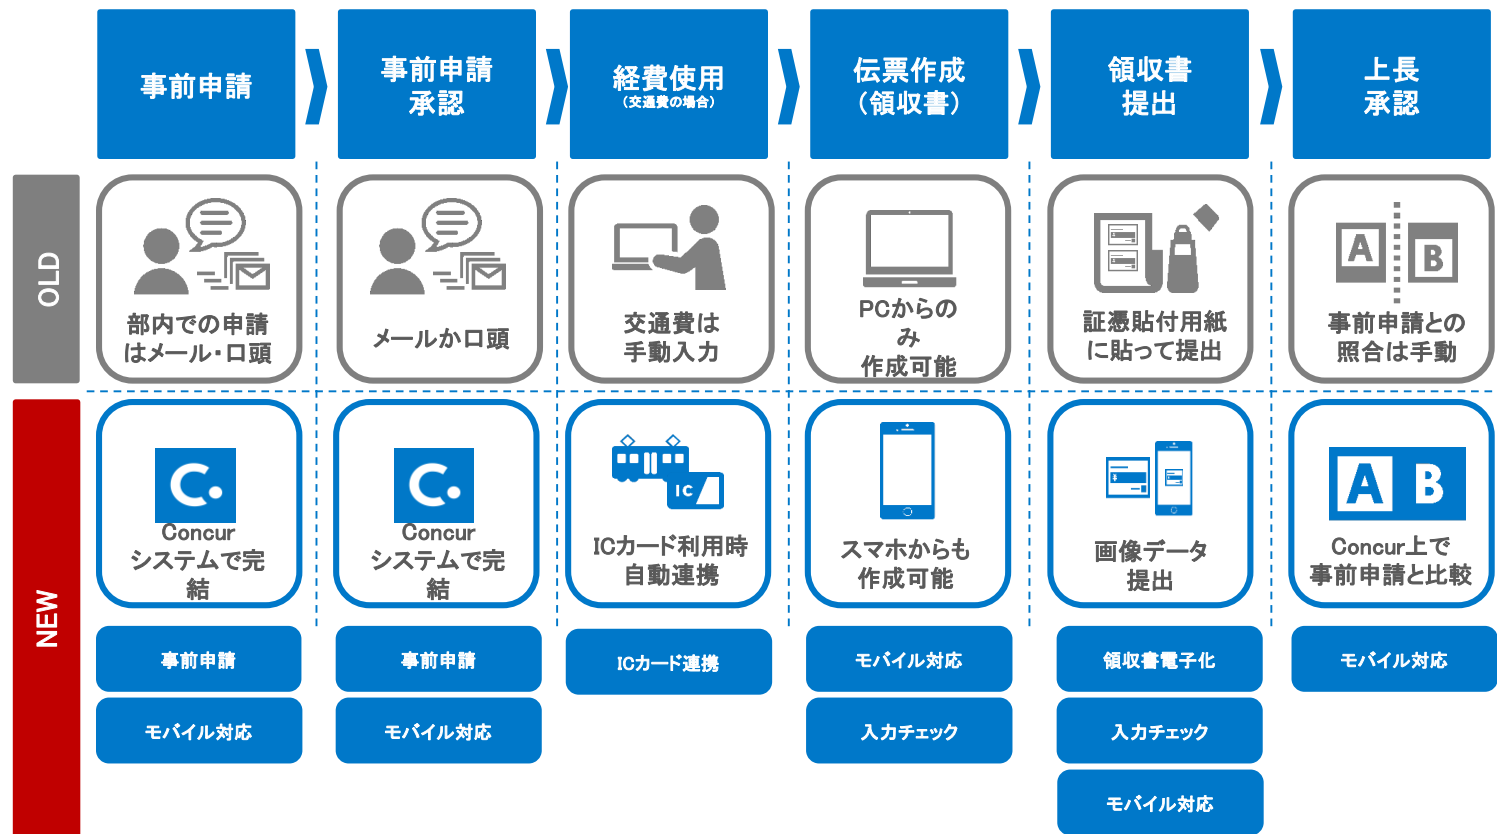 事前申請
事前申請
承認
経費使用
(交通費の場合)
伝票作成
(領収書)
領収書
提出
上長
承認
OLD
部内での申請
はメール・口頭
メールか口頭
交通費は
手動入力
PCからの
み
作成可能
証憑貼付用紙
に貼って提出
A
B
事前申請との
照合は手動
NEW
C.
Concur
システムで完
結
C.
Concur
システムで完
結
IC
ICカード利用時
自動連携
スマホからも
作成可能
¥
画像データ
提出
A B
Concur上で
事前申請と比較
事前申請
モバイル対応
事前申請
モバイル対応
ICカード連携
モバイル対応
入力チェック
領収書電子化
入力チェック
モバイル対応
モバイル対応